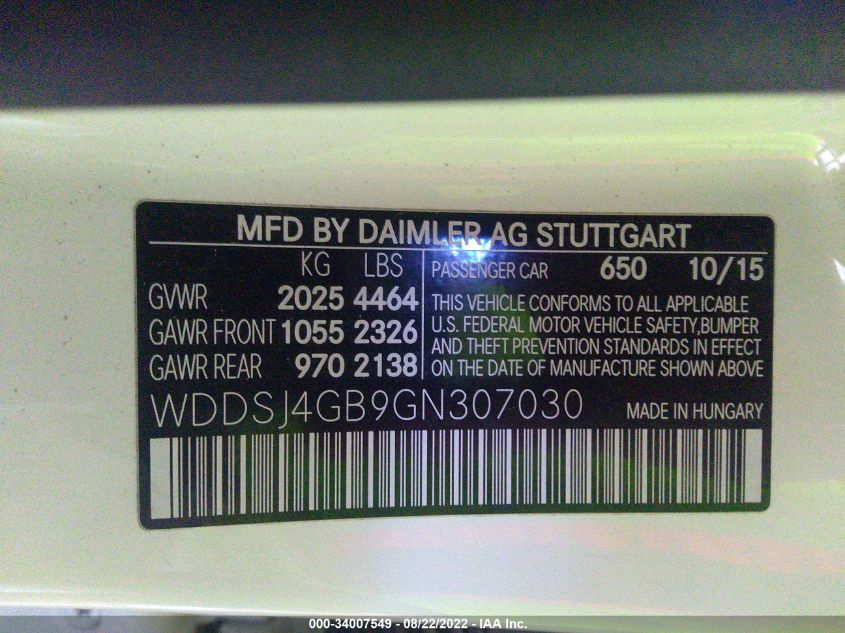 MFD BY DAIMLER AG STUTTGART
KG LBS
GVWR 2025 4464
GAWR FRONT 1055 2326
GAWR REAR 970 2138
PASSENGER CAR 650 10/15
THIS VEHICLE CONFORMS TO ALL APPLICABLE
U.S. FEDERAL MOTOR VEHICLE SAFETY,BUMPER
AND THEFT PREVENTION STANDARDS IN EFFECT
ON THE DATE OF MANUFACTURE SHOWN ABOVE
WDDSJ4GB9GN307030
MADE IN HUNGARY
000-34007549 - 08/22/2022 - IAA Inc.